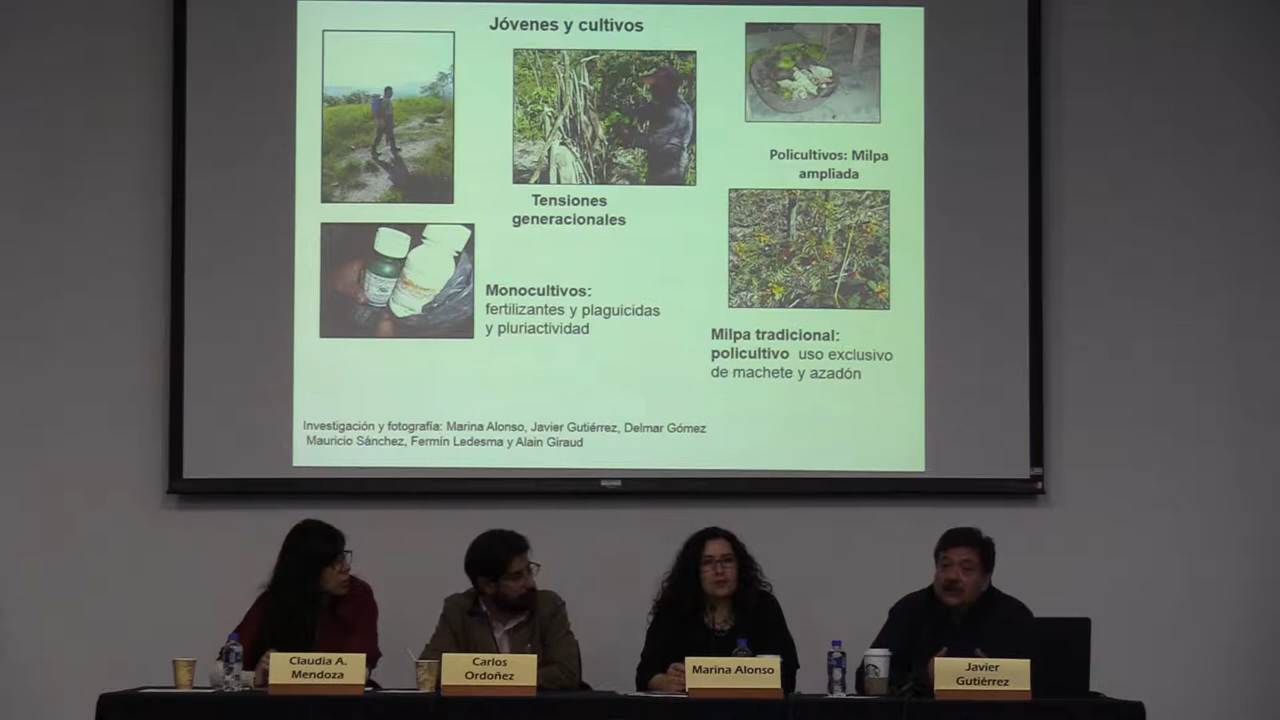 Jóvenes y cultivos
Policultivos: Milpa
ampliada
Tensiones
generacionales
Monocultivos:
fertilizantes y plaguicidas
y pluriactividad
Milpa tradicional:
policultivo uso exclusivo
de machete y azadón
Investigación y fotografía: Marina Alonso, Javier Gutiérrez, Delmar Gómez
Mauricio Sánchez, Fermín Ledesma y Alain Giraud
Claudia A.
Mendoza
Carlos
Ordoñez
Marina Alonso
Javier
Gutiérrez